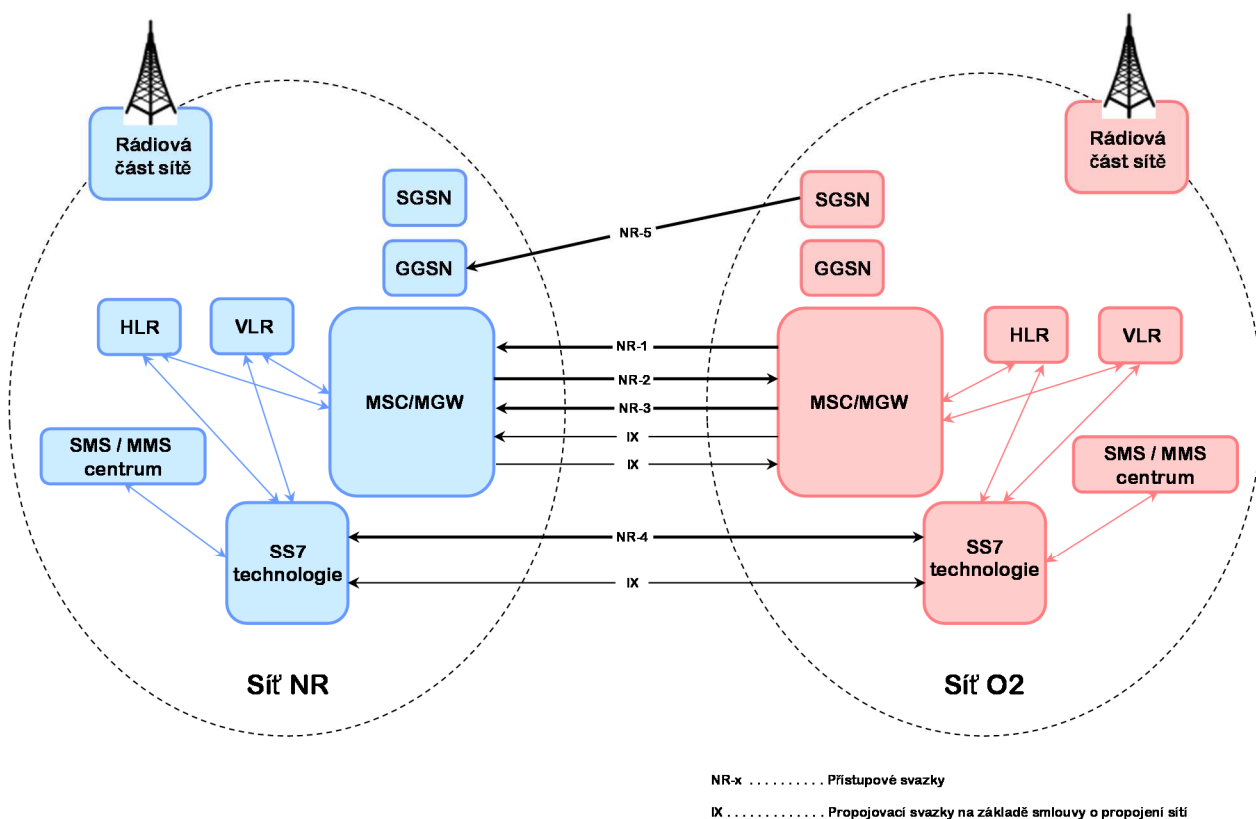 Rádiová
část sítě
SGSN
GGSN
HLR
VLR
MSC/MGW
SMS / MMS
centrum
SS7
technologie
Síť NR
NR-5
NR-1
NR-2
NR-3
IX
IX
NR-4
IX
Rádiová
část sítě
SGSN
GGSN
HLR
VLR
MSC/MGW
SMS / MMS
centrum
SS7
technologie
Síť O2
NR-x . . . . . . . . . . Přístupové svazky
IX . . . . . . . . . . . . . Propojovací svazky na základě smlouvy o propojení sítí